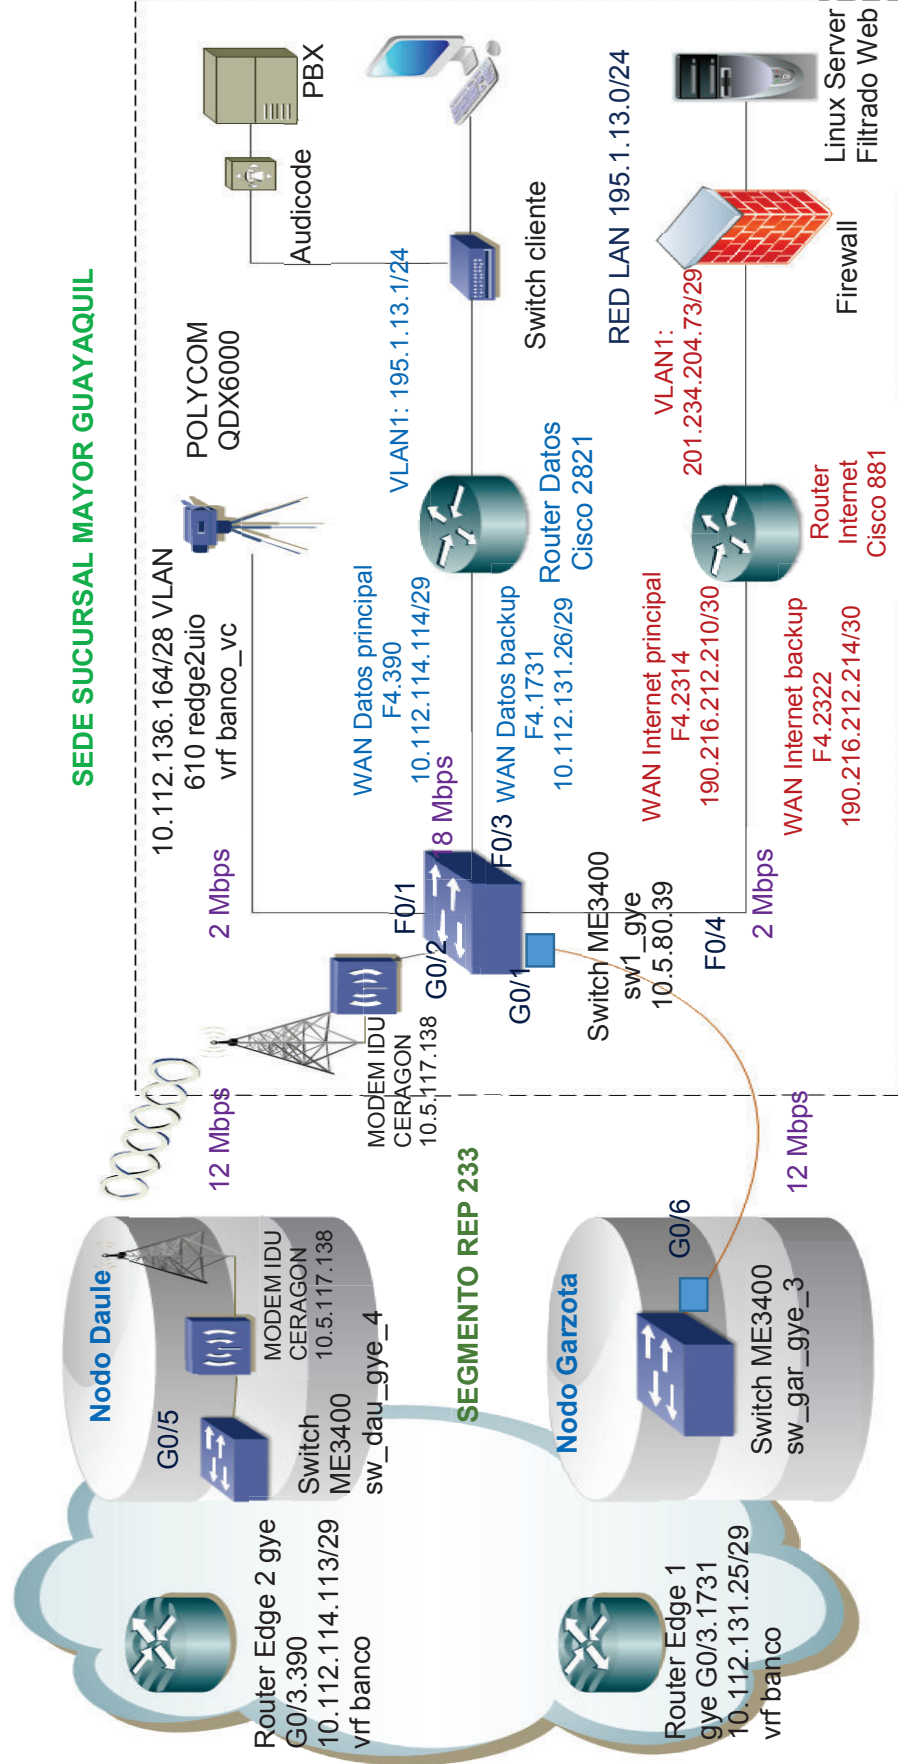 SEDE SUCURSAL MAYOR GUAYAQUIL
Nodo Daule
G0/5
MODEM IDU
CERAGON
10.5.117.138
Switch
ME3400
sw_dau_gye_4
Router Edge 2 gye
G0/3.390
10.112.114.113/29
vrf banco
SEGMENTO REP 233
Nodo Garzota
G0/6
Switch ME3400
sw_gar_gye_3
Router Edge 1
gye G0/3.1731
10.112.131.25/29
vrf banco
12 Mbps
12 Mbps
MODEM IDU
CERAGON
10.5.117.138
G0/2
F0/1
G0/1
F0/3
F0/4
Switch ME3400
sw1_gye
10.5.80.39
2 Mbps
18 Mbps
2 Mbps
10.112.136.164/28 VLAN
610 redge2uio
vrf banco_vc
POLYCOM
QDX6000
WAN Datos principal
F4.390
10.112.114.114/29
WAN Datos backup
F4.1731
10.112.131.26/29
Router Datos
Cisco 2821
VLAN1: 195.1.13.1/24
Switch cliente
Audicode
PBX
RED LAN 195.1.13.0/24
WAN Internet principal
F4.2314
190.216.212.210/30
WAN Internet backup
F4.2322
190.216.212.214/30
Router
Internet
Cisco 881
VLAN1:
201.234.204.73/29
Firewall
Linux Server
Filtrado Web